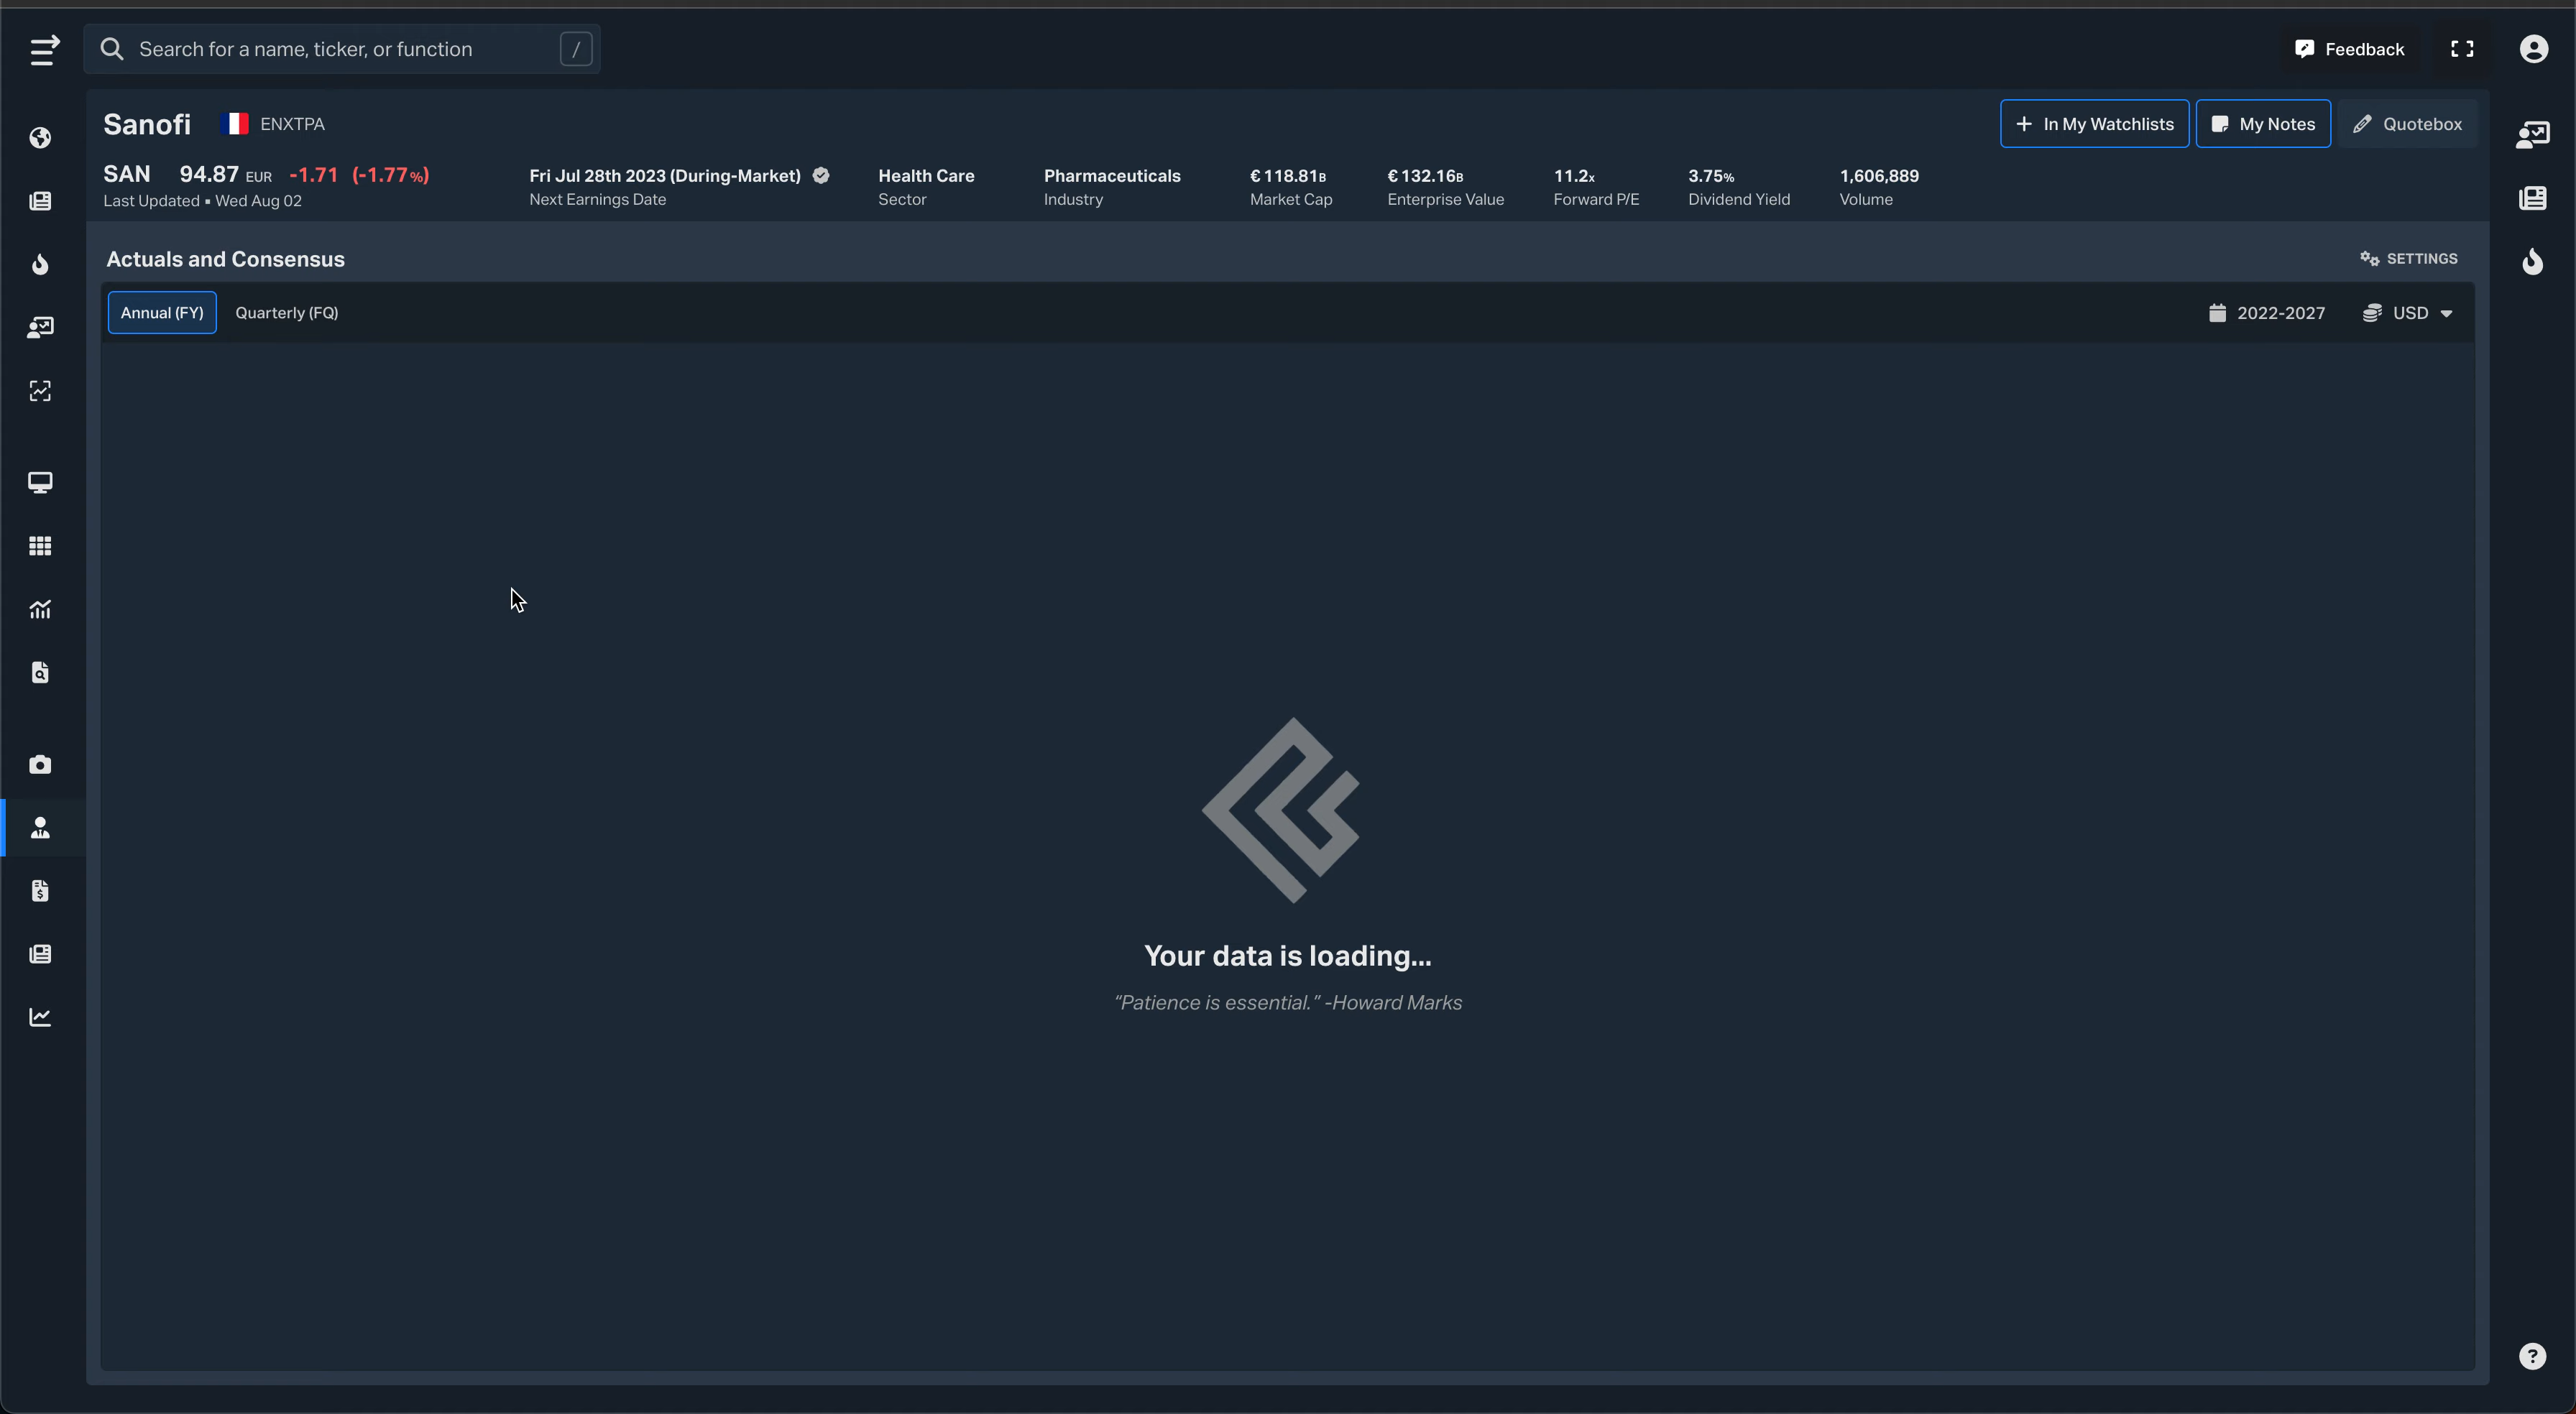 Search for a name, ticker, or function /
Feedback
Sanofi ENXTPA
In My Watchlists My Notes Quotebox
SAN 94.87 EUR -1.71 (-1.77%)
Last Updated ▪ Wed Aug 02
Fri Jul 28th 2023 (During-Market)
Next Earnings Date
Health Care
Sector
Pharmaceuticals
Industry
€118.81B
Market Cap
€132.16B
Enterprise Value
11.2x
Forward P/E
3.75%
Dividend Yield
1,606,889
Volume
Actuals and Consensus
SETTINGS
Annual (FY) Quarterly (FQ)
2022-2027 USD
Your data is loading...
“Patience is essential.” -Howard Marks
?